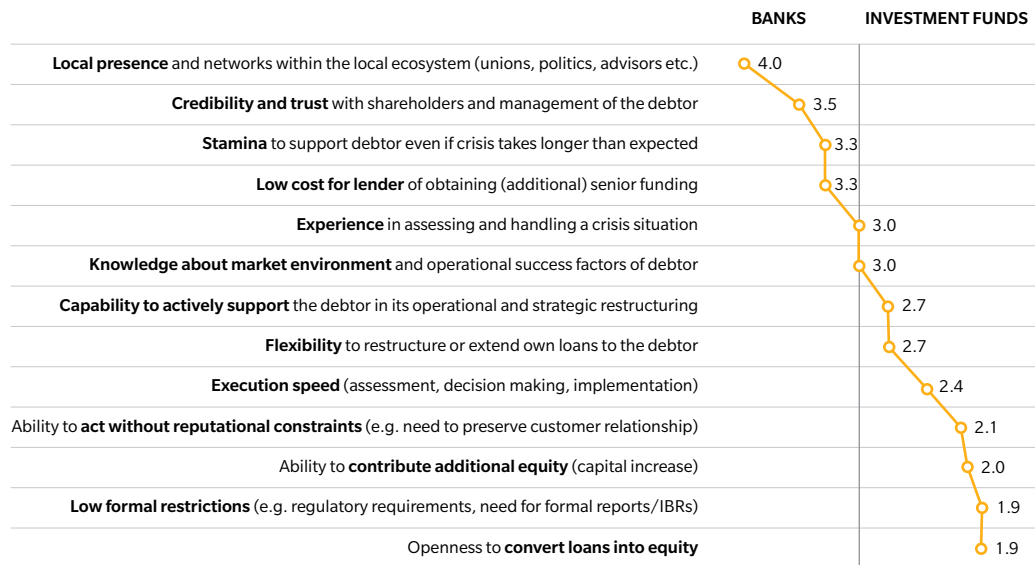 BANKS INVESTMENT FUNDS
Local presence and networks within the local ecosystem (unions, politics, advisors etc.) 4.0
Credibility and trust with shareholders and management of the debtor 3.5
Stamina to support debtor even if crisis takes longer than expected 3.3
Low cost for lender of obtaining (additional) senior funding 3.3
Experience in assessing and handling a crisis situation 3.0
Knowledge about market environment and operational success factors of debtor 3.0
Capability to actively support the debtor in its operational and strategic restructuring 2.7
Flexibility to restructure or extend own loans to the debtor 2.7
Execution speed (assessment, decision making, implementation) 2.4
Ability to act without reputational constraints (e.g. need to preserve customer relationship) 2.1
Ability to contribute additional equity (capital increase) 2.0
Low formal restrictions (e.g. regulatory requirements, need for formal reports/IBRs) 1.9
Openness to convert loans into equity 1.9